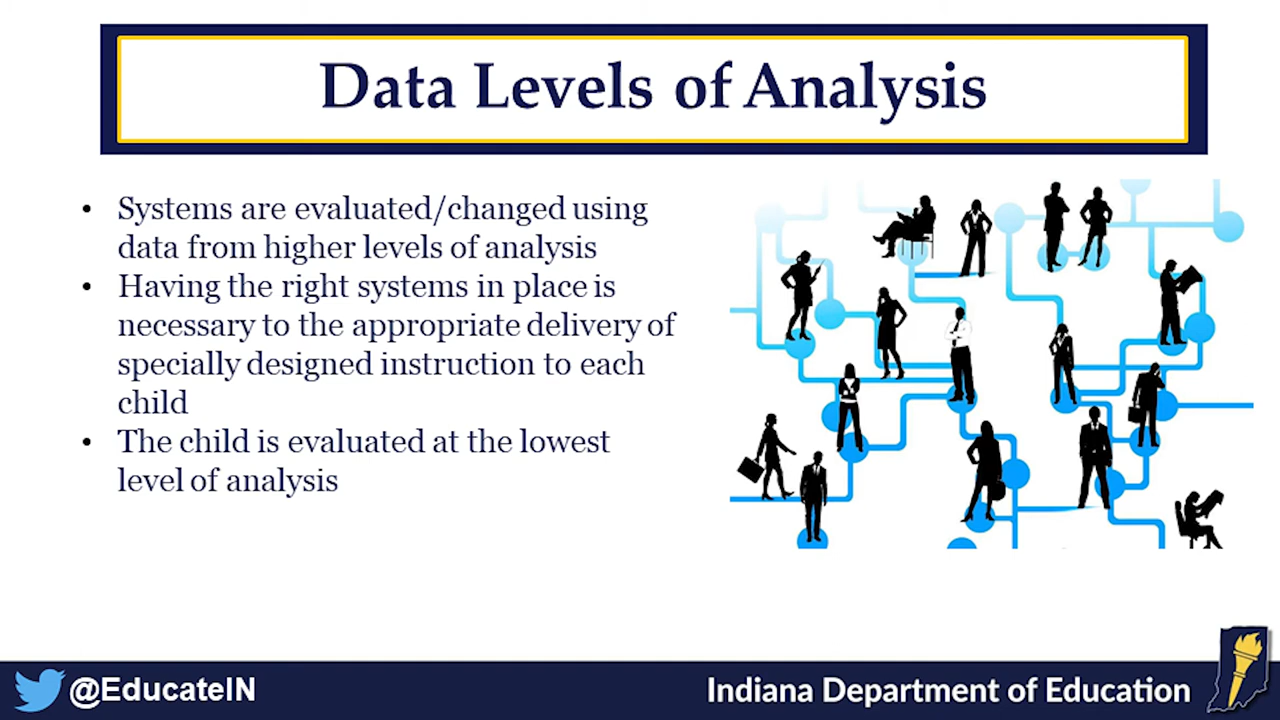 Data Levels of Analysis
• Systems are evaluated/changed using
data from higher levels of analysis
• Having the right systems in place is
necessary to the appropriate delivery of
specially designed instruction to each
child
• The child is evaluated at the lowest
level of analysis
@EducateIN
Indiana Department of Education